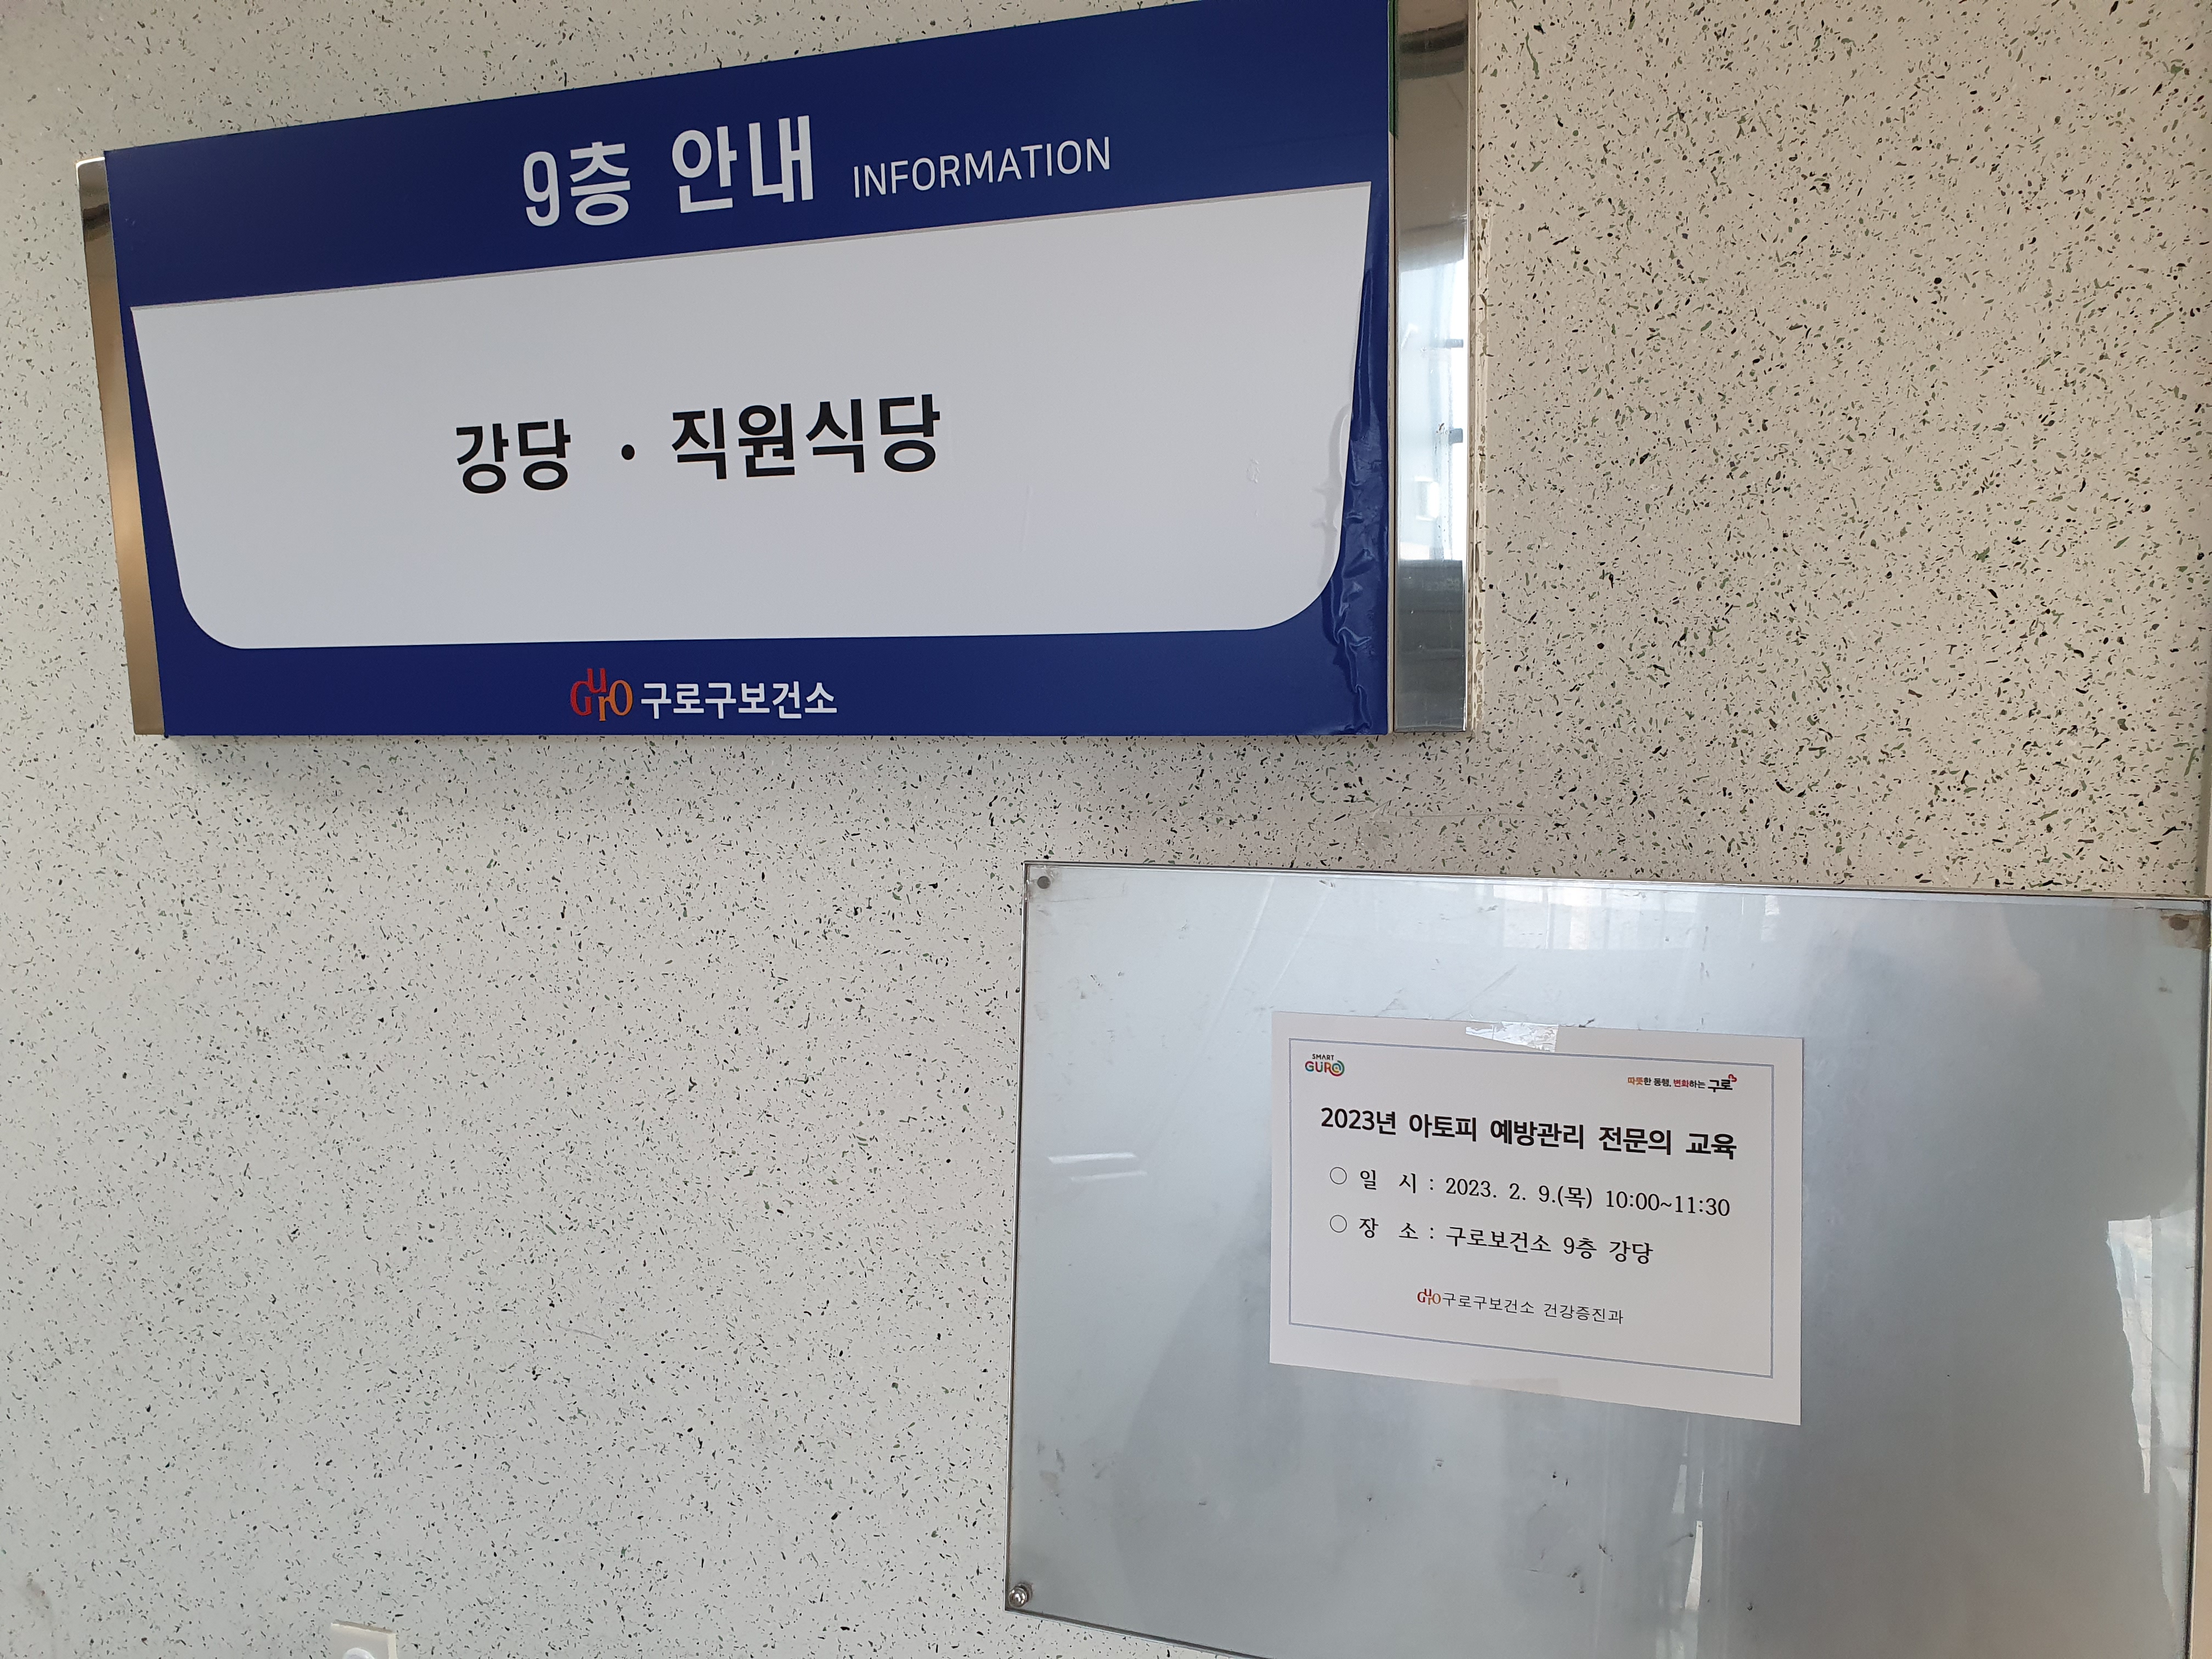 9층 안내 INFORMATION
강당 · 직원식당
Guro 구로구보건소
SMART
GURO
따뜻한 동행, 변화하는 구로
2023년 아토피 예방관리 전문의 교육
○ 일 시 : 2023. 2. 9.(목) 10:00~11:30
○ 장 소 : 구로보건소 9층 강당
Guro 구로구보건소 건강증진과